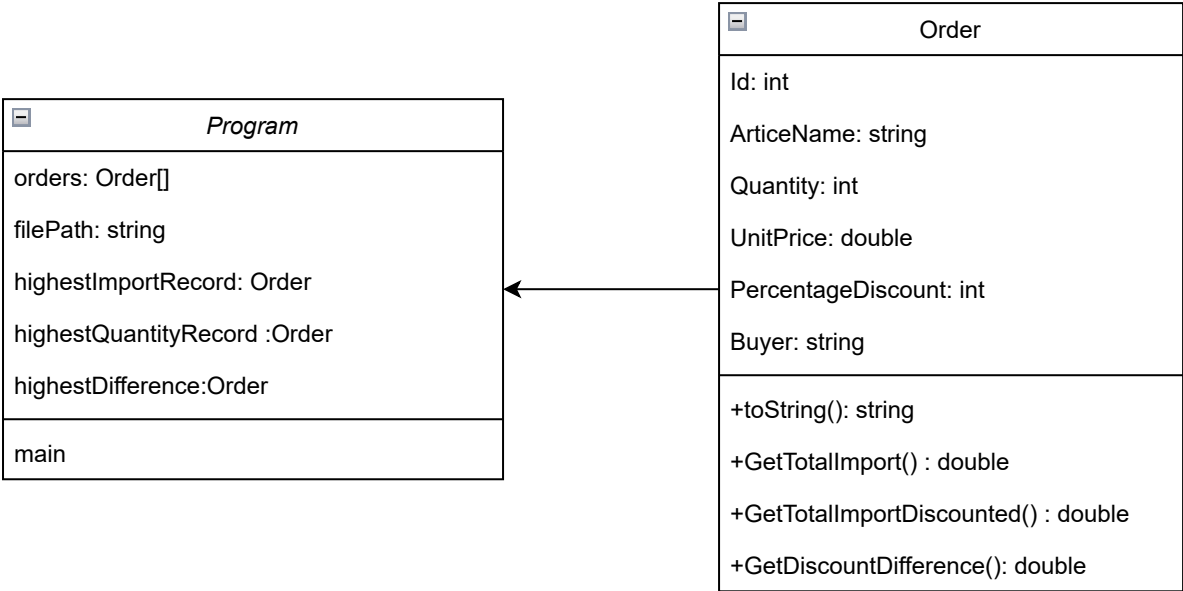 Program
orders: Order[]
filePath: string
highestImportRecord: Order
highestQuantityRecord :Order
highestDifference:Order
main
Order
Id: int
ArticeName: string
Quantity: int
UnitPrice: double
PercentageDiscount: int
Buyer: string
+toString(): string
+GetTotalImport() : double
+GetTotalImportDiscounted() : double
+GetDiscountDifference(): double